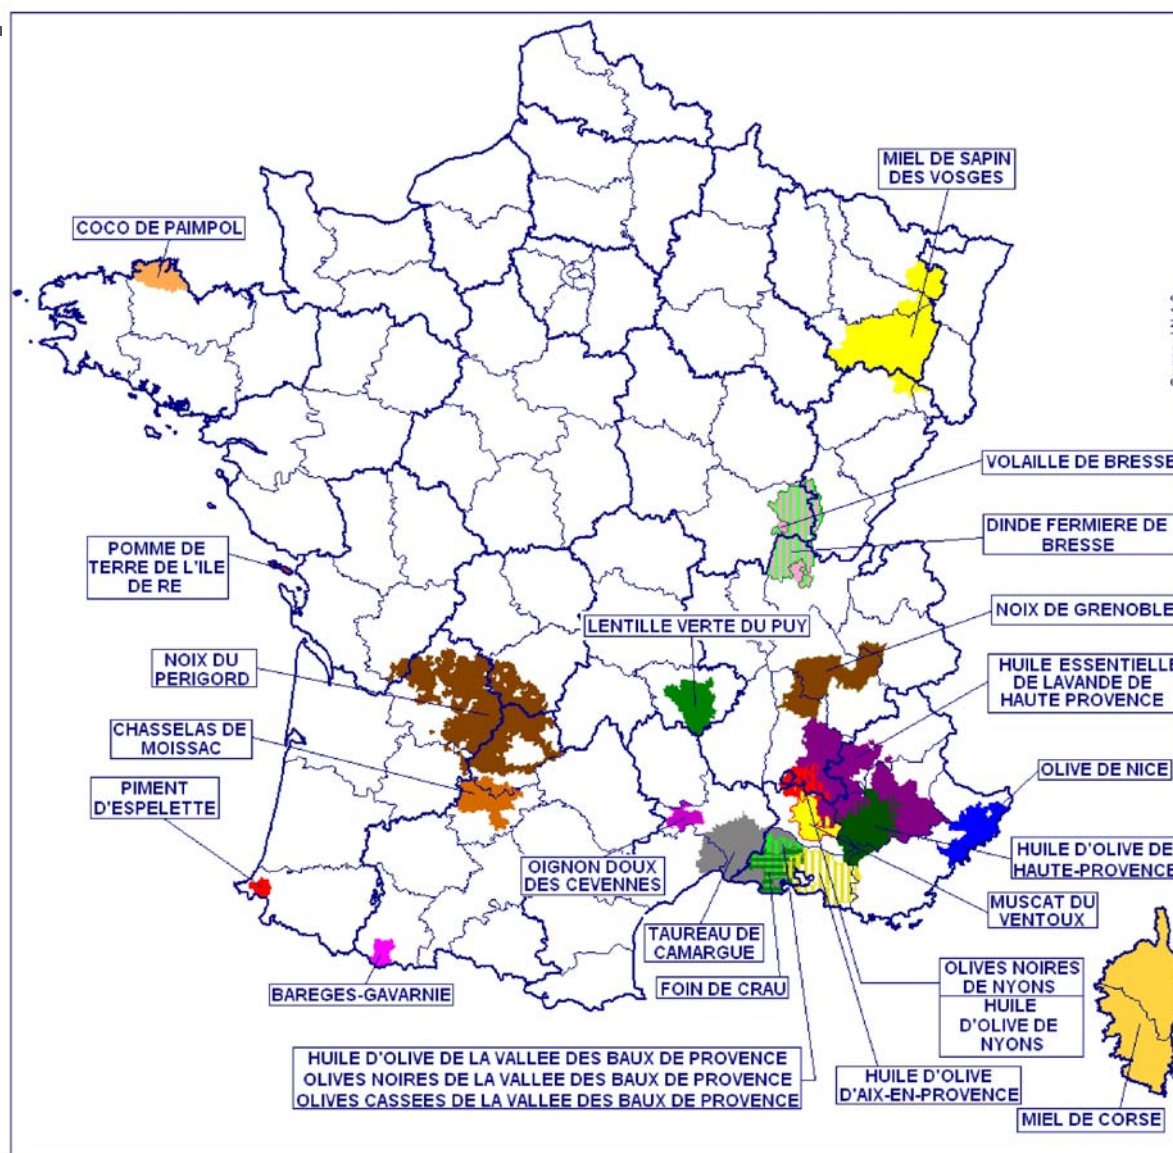 MIEL DE SAPIN
DES VOSGES
COCO DE PAIMPOL
VOLAILLE DE BRESSE
DINDE FERMIERE DE
BRESSE
POMME DE
TERRE DE L'ILE
DE RE
NOIX DE GRENOBLE
LENTILLE VERTE DU PUY
NOIX DU
PERIGORD
HUILE ESSENTIELLE
DE LAVANDE DE
HAUTE PROVENCE
CHASSELAS DE
MOISSAC
OLIVE DE NICE
PIMENT
D'ESPELETTE
HUILE D'OLIVE DE
HAUTE-PROVENCE
OIGNON DOUX
DES CEVENNES
MUSCAT DU
VENTOUX
TAUREAU DE
CAMARGUE
OLIVES NOIRES
DE NYONS
HUILE
D'OLIVE DE
NYONS
FOIN DE CRAU
BAREGES-GAVARNIE
HUILE D'OLIVE DE LA VALLEE DES BAUX DE PROVENCE
OLIVES NOIRES DE LA VALLEE DES BAUX DE PROVENCE
OLIVES CASSEES DE LA VALLEE DES BAUX DE PROVENCE
HUILE D'OLIVE
D'AIX-EN-PROVENCE
MIEL DE CORSE